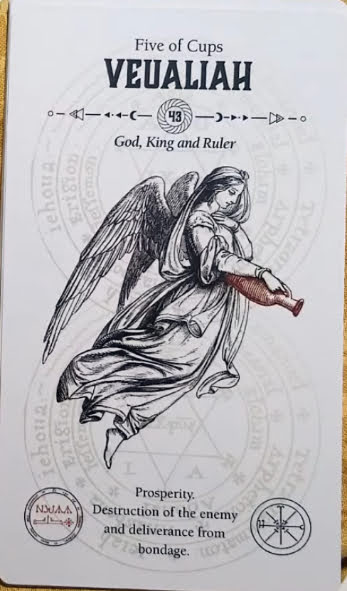 Five of Cups
VEUALIAH
43
God, King and Ruler
Prosperity.
Destruction of the enemy
and deliverance from
bondage.